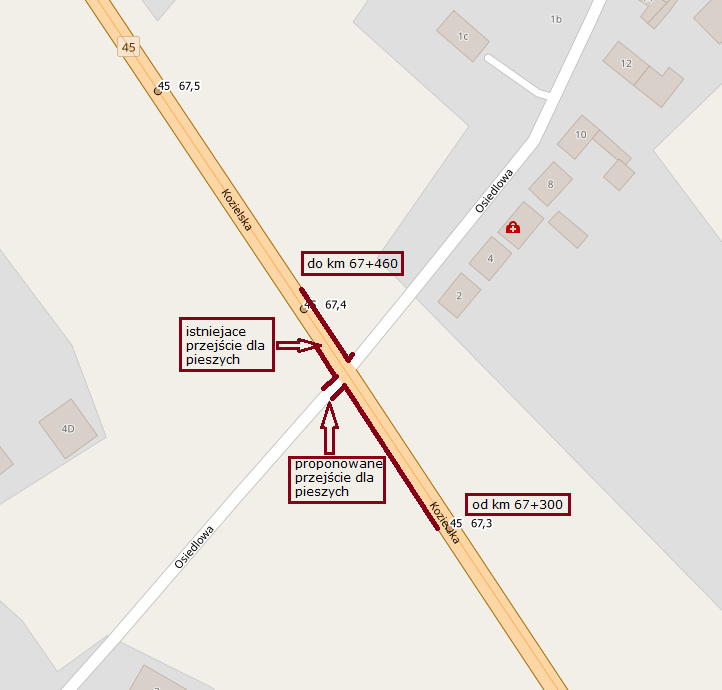 1b
1c
45
12
45 67,5
10
8
Kozielska
Osiedlowa
4
do km 67+460
2
45 67,4
istniejace
przejście dla
pieszych
4D
proponowane
przejście dla
pieszych
od km 67+300
Kozielska
45 67,3
Osiedlowa